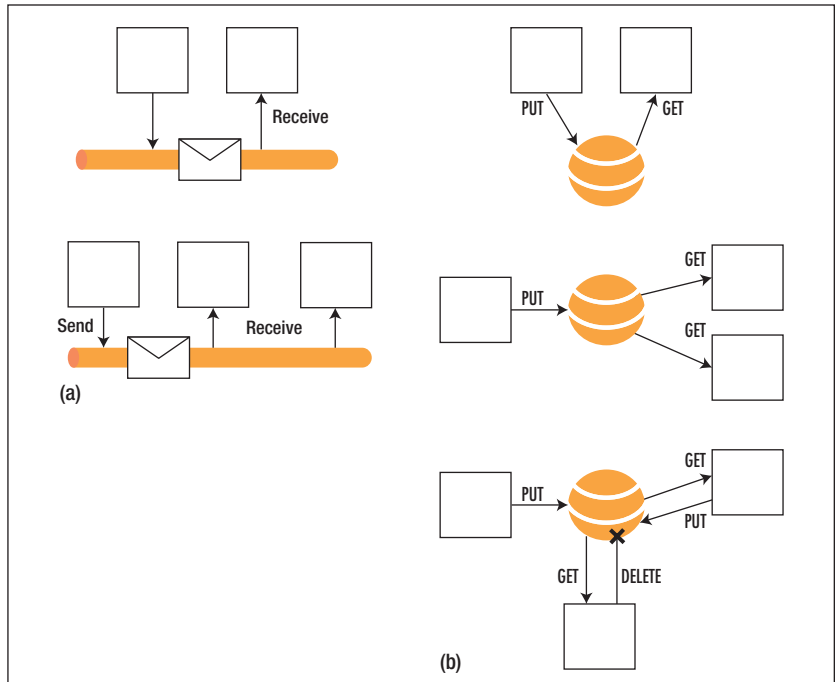 Receive
Send
Receive
(a)
PUT
GET
PUT
GET
GET
PUT
GET
PUT
GET
DELETE
(b)